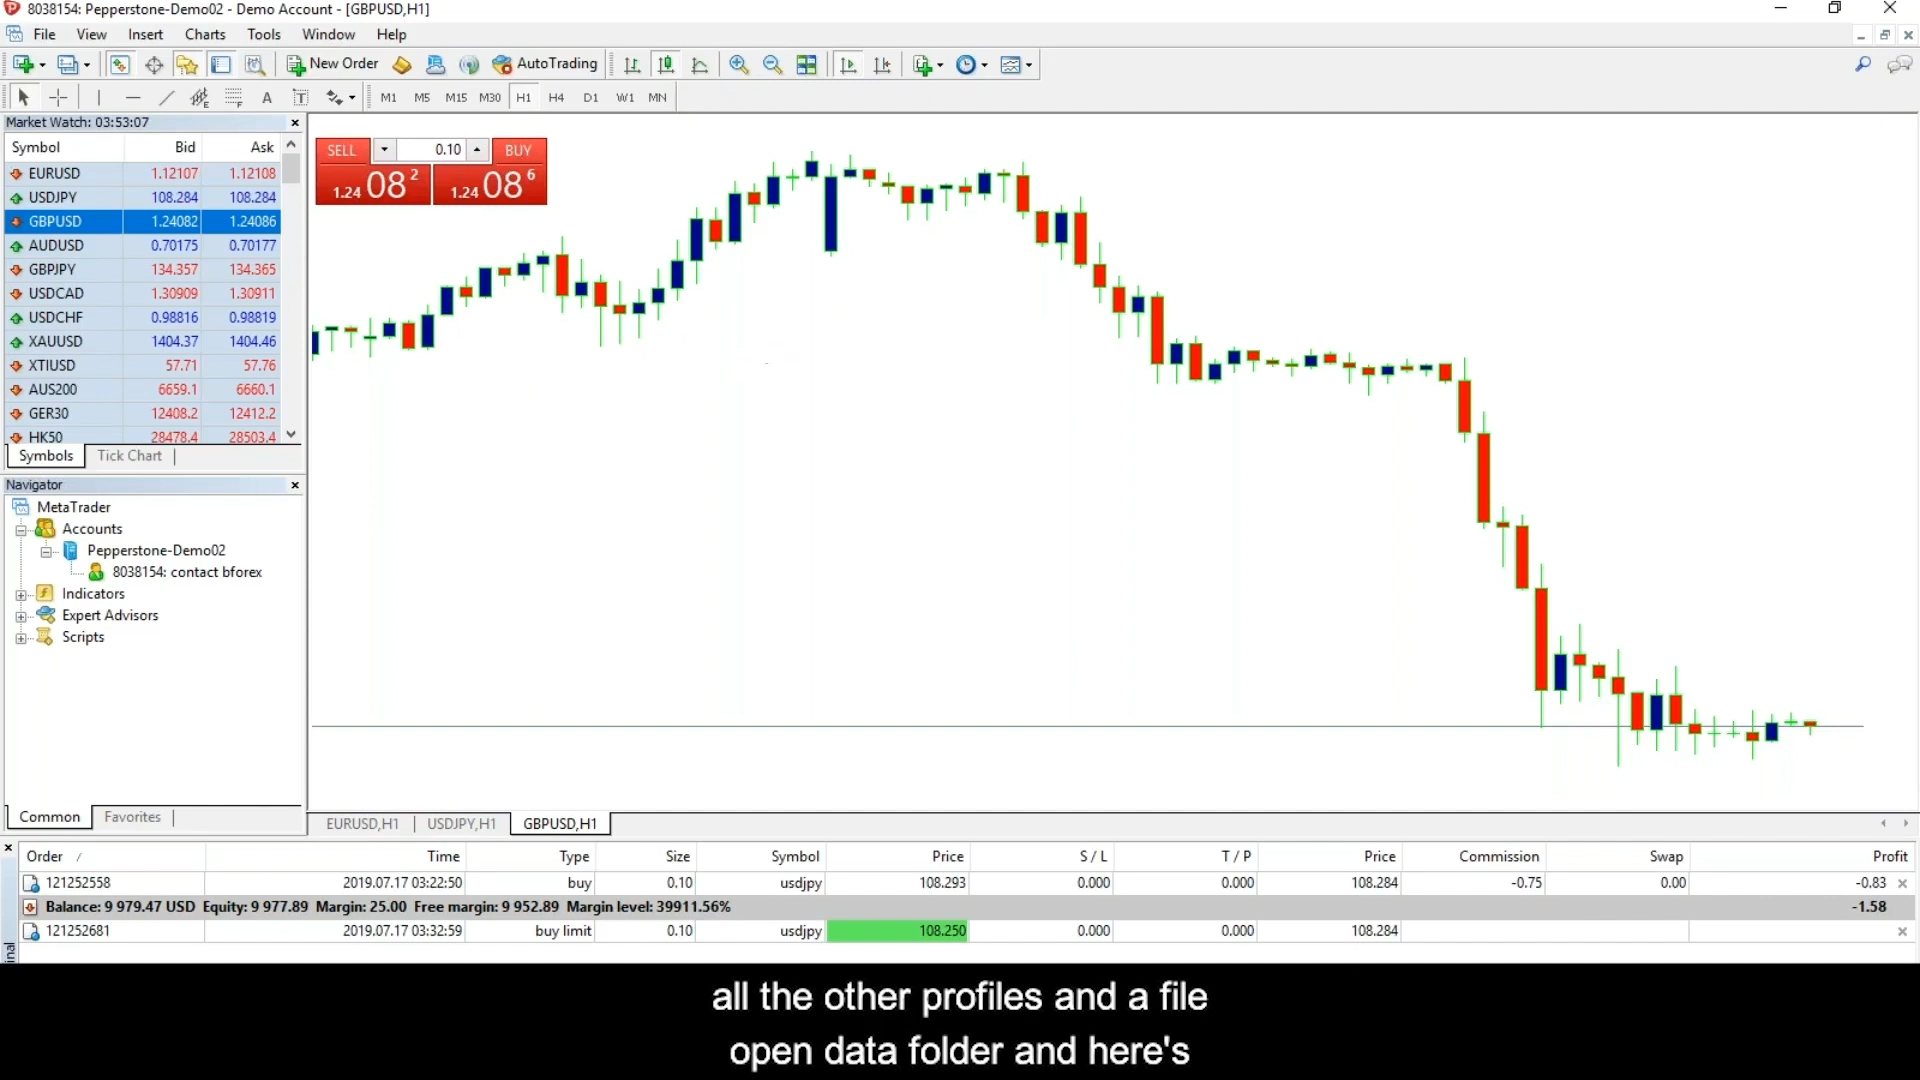 8038154: Pepperstone-Demo02 - Demo Account - [GBPUSD,H1]
File View Insert Charts Tools Window Help
New Order AutoTrading
A T M1 M5 M15 M30 H1 H4 D1 W1 MN
Market Watch: 03:53:07
Symbol Bid Ask
EURUSD 1.12107 1.12108
USDJPY 108.284 108.284
GBPUSD 1.24082 1.24086
AUDUSD 0.70175 0.70177
GBPJPY 134.357 134.365
USDCAD 1.30909 1.30911
USDCHF 0.98816 0.98819
XAUUSD 1404.37 1404.46
XTIUSD 57.71 57.76
AUS200 6659.1 6660.1
GER30 12408.2 12412.2
HK50 28478.4 28503.4
Symbols Tick Chart
SELL 0.10 BUY
1.24 08 2 1.24 08 6
Navigator
MetaTrader
Accounts
Pepperstone-Demo02
8038154: contact bforex
Indicators
Expert Advisors
Scripts
Common Favorites
EURUSD,H1 USDJPY,H1 GBPUSD,H1
Order / Time Type Size Symbol Price S / L T / P Price Commission Swap Profit
121252558 2019.07.17 03:22:50 buy 0.10 usdjpy 108.293 0.000 0.000 108.284 -0.75 0.00 -0.83
Balance: 9 979.47 USD Equity: 9 977.89 Margin: 25.00 Free margin: 9 952.89 Margin level: 39911.56% -1.58
121252681 2019.07.17 03:32:59 buy limit 0.10 usdjpy 108.250 0.000 0.000 108.284
all the other profiles and a file
open data folder and here's